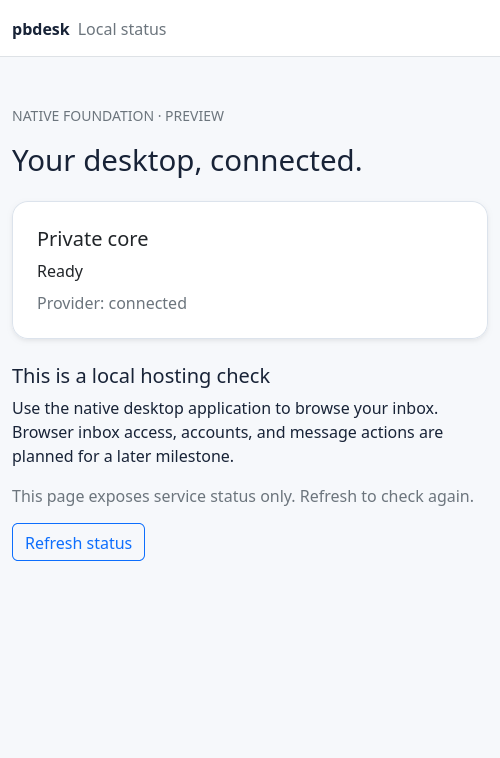 pbdesk Local status
NATIVE FOUNDATION · PREVIEW
Your desktop, connected.
Private core
Ready
Provider: connected
This is a local hosting check
Use the native desktop application to browse your inbox.
Browser inbox access, accounts, and message actions are
planned for a later milestone.
This page exposes service status only. Refresh to check again.
Refresh status